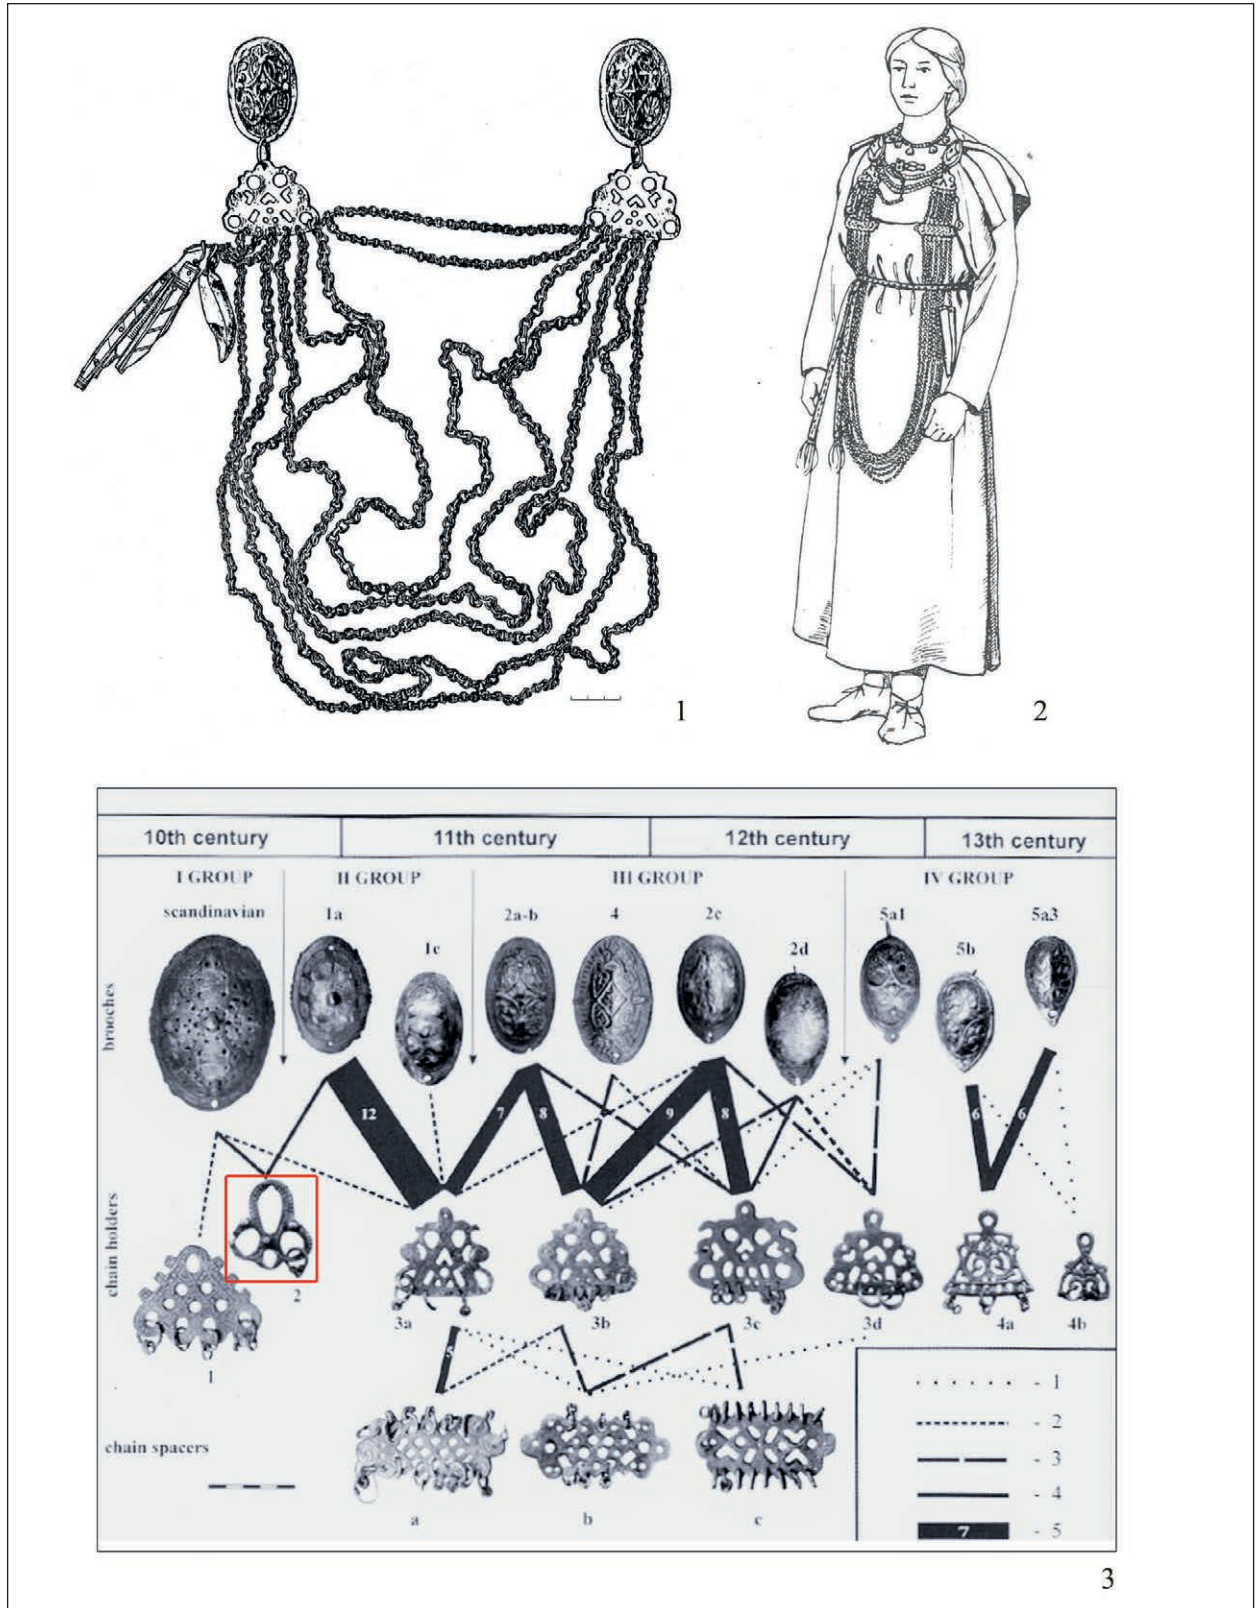 1
2
10th century 11th century 12th century 13th century
I GROUP II GROUP III GROUP IV GROUP
scandinavian 1a 1c 2a-b 4 2c 2d 5a1 5b 5a3
brooches
12 7 8 9 8 6 6
chain holders
1 2 3a 3b 3c 3d 4a 4b
5
chain spacers
a b c
- 1
- 2
- 3
- 4
7 - 5
3